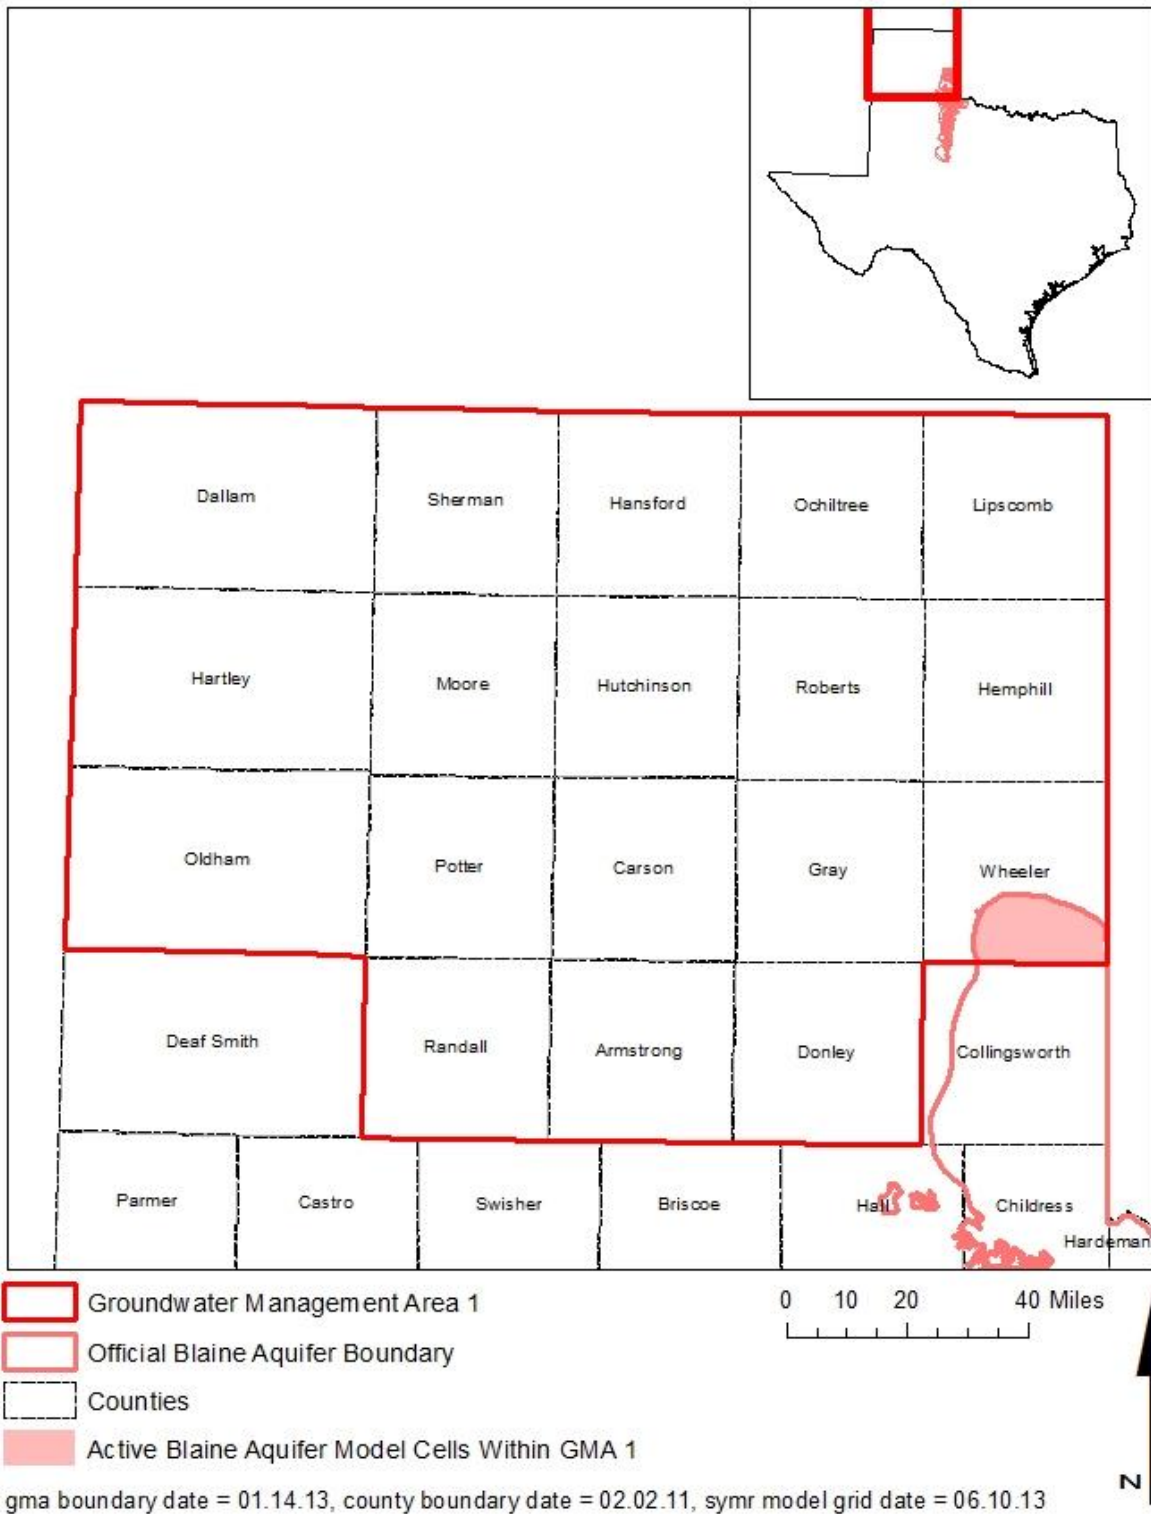 Dallam
Sherman
Hansford
Ochiltree
Lipscomb
Hartley
Moore
Hutchinson
Roberts
Hemphill
Oldham
Potter
Carson
Gray
Wheeler
Deaf Smith
Randall
Armstrong
Donley
Collingsworth
Parmer
Castro
Swisher
Briscoe
Hall
Childress
Hardeman
Groundwater Management Area 1
Official Blaine Aquifer Boundary
Counties
Active Blaine Aquifer Model Cells Within GMA 1
0 10 20 40 Miles
N
gma boundary date = 01.14.13, county boundary date = 02.02.11, symr model grid date = 06.10.13